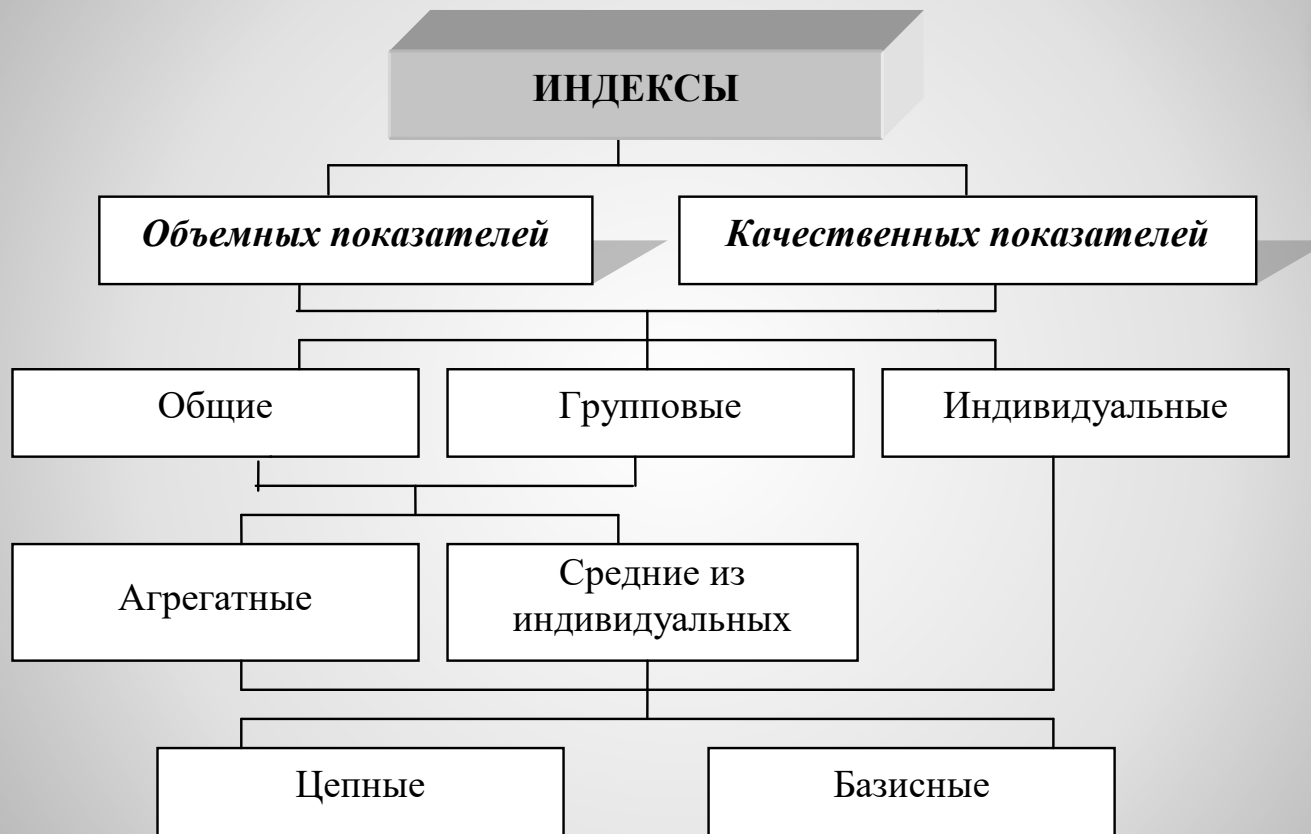 ИНДЕКСЫ
Объемных показателей
Качественных показателей
Общие
Групповые
Индивидуальные
Агрегатные
Средние из
индивидуальных
Цепные
Базисные